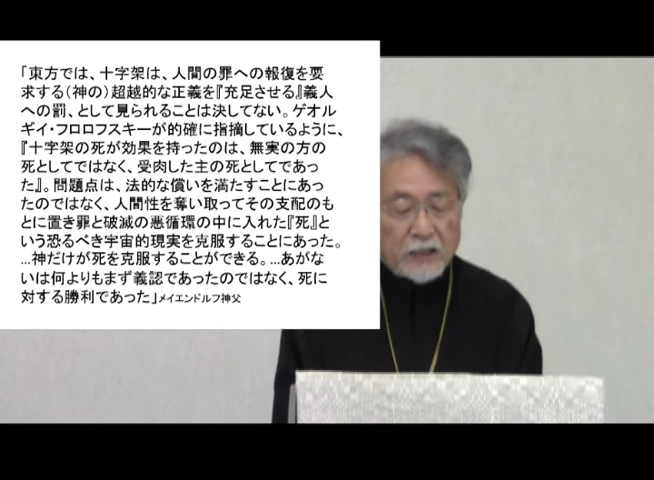 「東方では、十字架は、人間の罪への報復を要
求する（神の）超越的な正義を『充足させる』義人
への罰、として見られることは決してない。ゲオル
ギイ・フロロフスキーが的確に指摘しているように、
『十字架の死が効果を持ったのは、無実の方の
死としてではなく、受肉した主の死としてであっ
た』。問題点は、法的な償いを満たすことにあっ
たのではなく、人間性を奪い取ってその支配のも
とに置き罪と破滅の悪循環の中に入れた『死』と
いう恐るべき宇宙的現実を克服することにあった。
…神だけが死を克服することができる。…あがな
いは何よりもまず義認であったのではなく、死に
対する勝利であった」メイエンドルフ神父